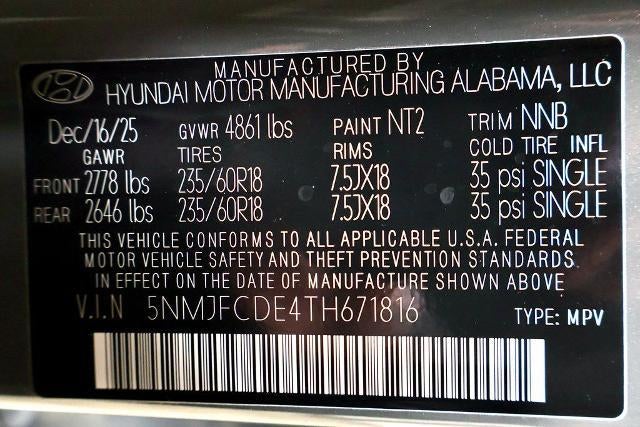 MANUFACTURED BY
HYUNDAI MOTOR MANUFACTURING ALABAMA, LLC
Dec/16/25 GVWR 4861 lbs PAINT NT2 TRIM NNB
GAWR TIRES RIMS COLD TIRE INFL
FRONT 2778 lbs 235/60R18 7.5JX18 35 psi SINGLE
REAR 2646 lbs 235/60R18 7.5JX18 35 psi SINGLE
THIS VEHICLE CONFORMS TO ALL APPLICABLE U.S.A. FEDERAL
MOTOR VEHICLE SAFETY AND THEFT PREVENTION STANDARDS
IN EFFECT ON THE DATE OF MANUFACTURE SHOWN ABOVE
V.I.N 5NMJFCDE4TH671816 TYPE: MPV